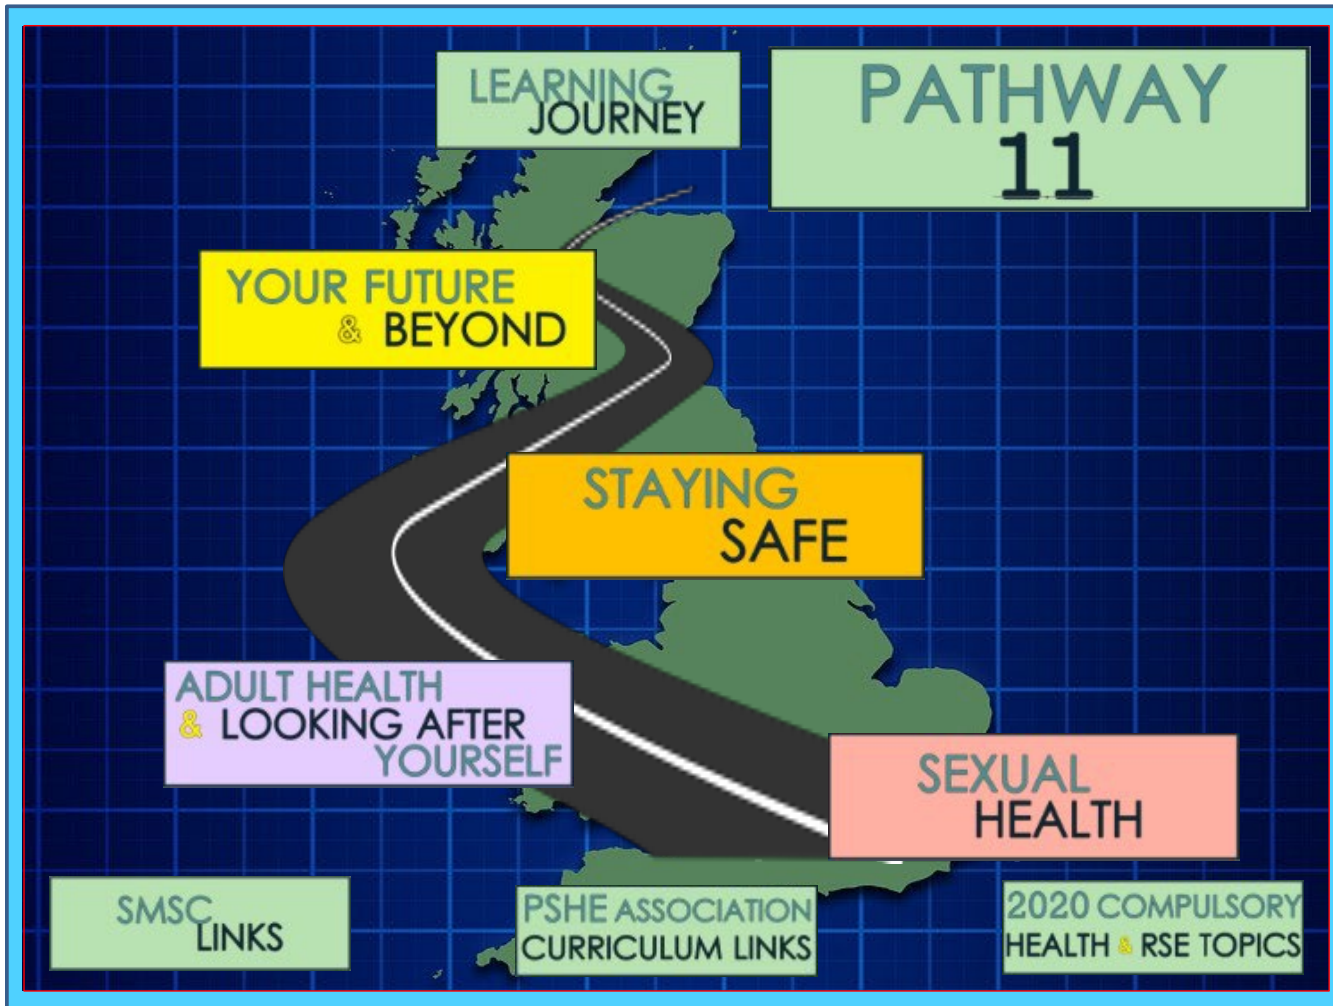 LEARNING
JOURNEY
PATHWAY
11
YOUR FUTURE
& BEYOND
STAYING
SAFE
ADULT HEALTH
& LOOKING AFTER
YOURSELF
SEXUAL
HEALTH
SMSC
LINKS
PSHE ASSOCIATION
CURRICULUM LINKS
2020 COMPULSORY
HEALTH & RSE TOPICS